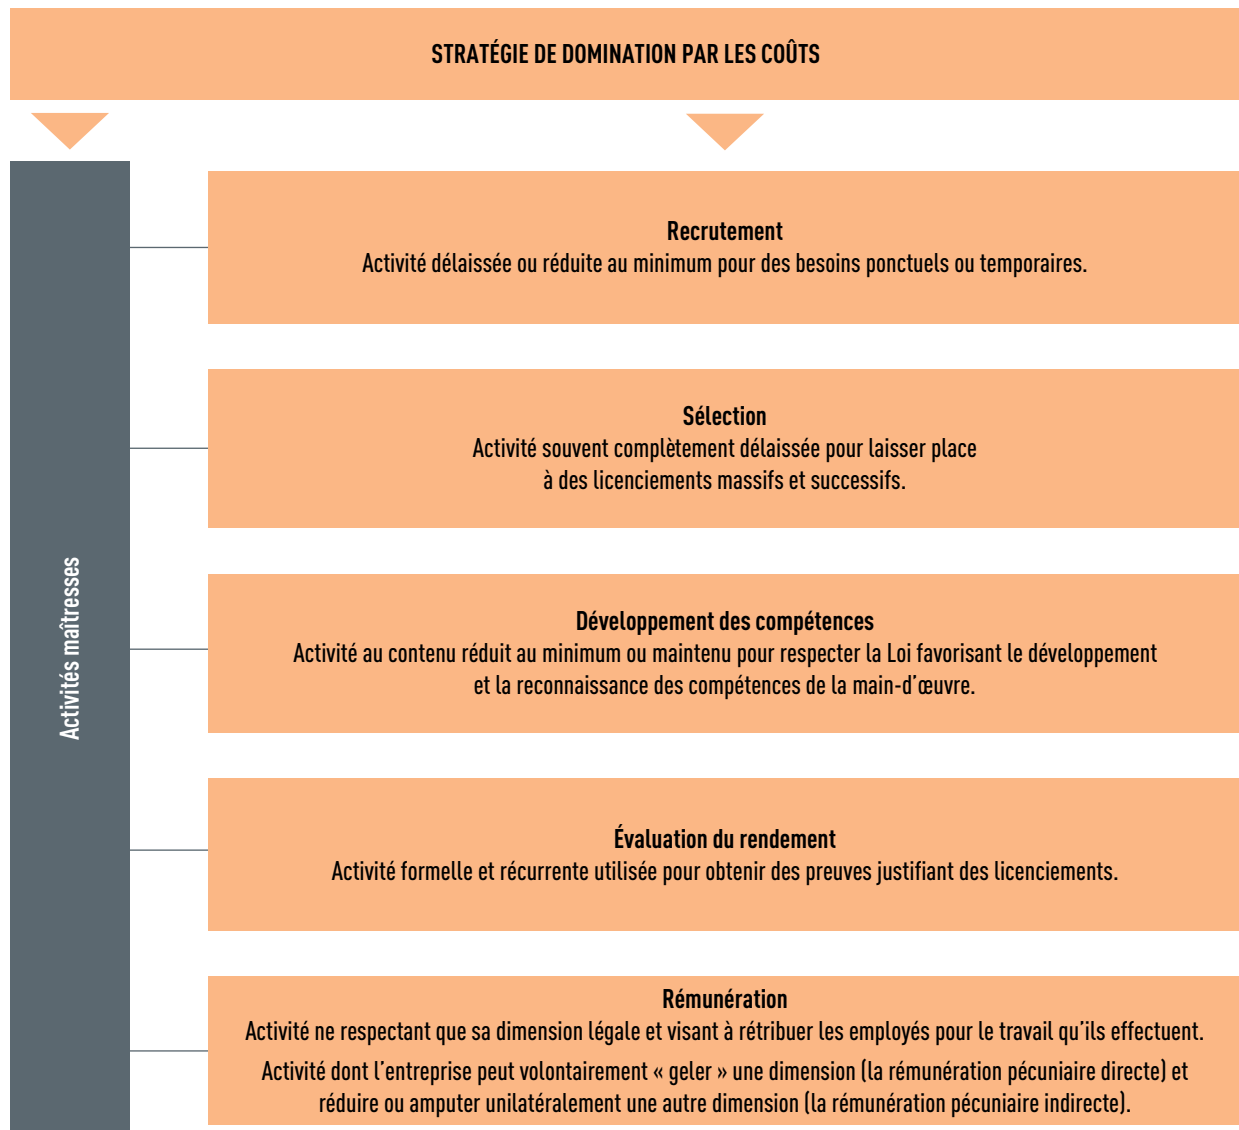 STRATÉGIE DE DOMINATION PAR LES COÛTS
Activités maîtresses
Recrutement
Activité délaissée ou réduite au minimum pour des besoins ponctuels ou temporaires.
Sélection
Activité souvent complètement délaissée pour laisser place
à des licenciements massifs et successifs.
Développement des compétences
Activité au contenu réduit au minimum ou maintenu pour respecter la Loi favorisant le développement
et la reconnaissance des compétences de la main-d’œuvre.
Évaluation du rendement
Activité formelle et récurrente utilisée pour obtenir des preuves justifiant des licenciements.
Rémunération
Activité ne respectant que sa dimension légale et visant à rétribuer les employés pour le travail qu’ils effectuent.
Activité dont l’entreprise peut volontairement « geler » une dimension (la rémunération pécuniaire directe) et
réduire ou amputer unilatéralement une autre dimension (la rémunération pécuniaire indirecte).